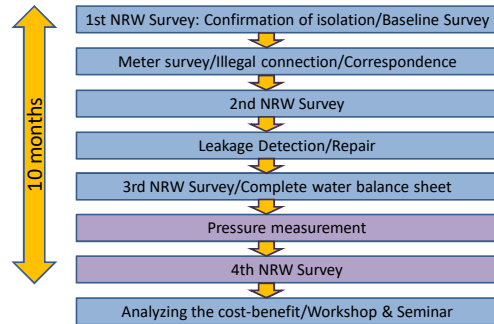 1st NRW Survey: Confirmation of isolation/Baseline Survey
Meter survey/Illegal connection/Correspondence
2nd NRW Survey
Leakage Detection/Repair
3rd NRW Survey/Complete water balance sheet
Pressure measurement
4th NRW Survey
Analyzing the cost-benefit/Workshop & Seminar
10 months